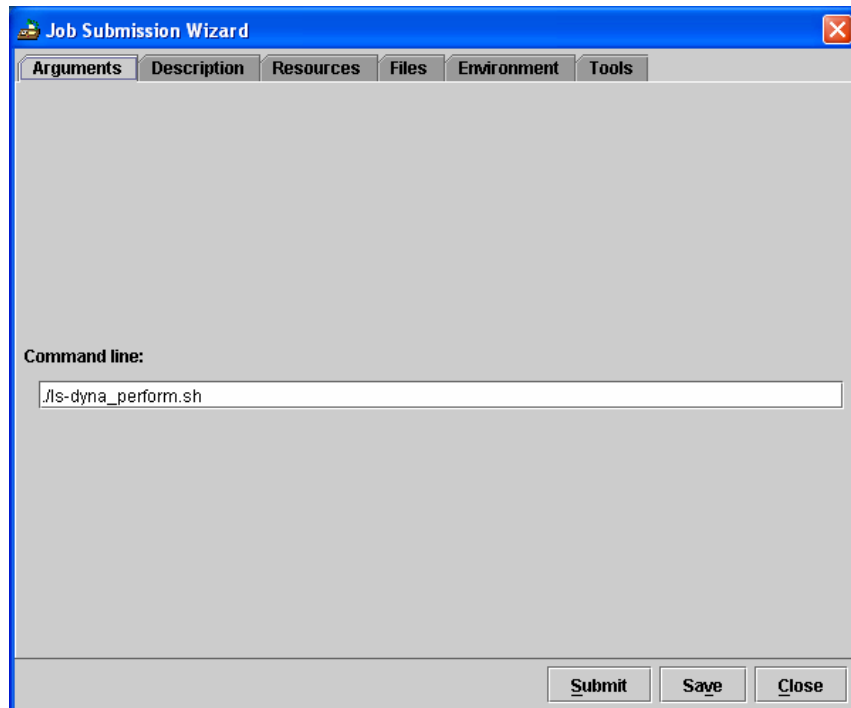 Job Submission Wizard
Arguments Description Resources Files Environment Tools
Command line:
./ls-dyna_perform.sh
Submit Save Close